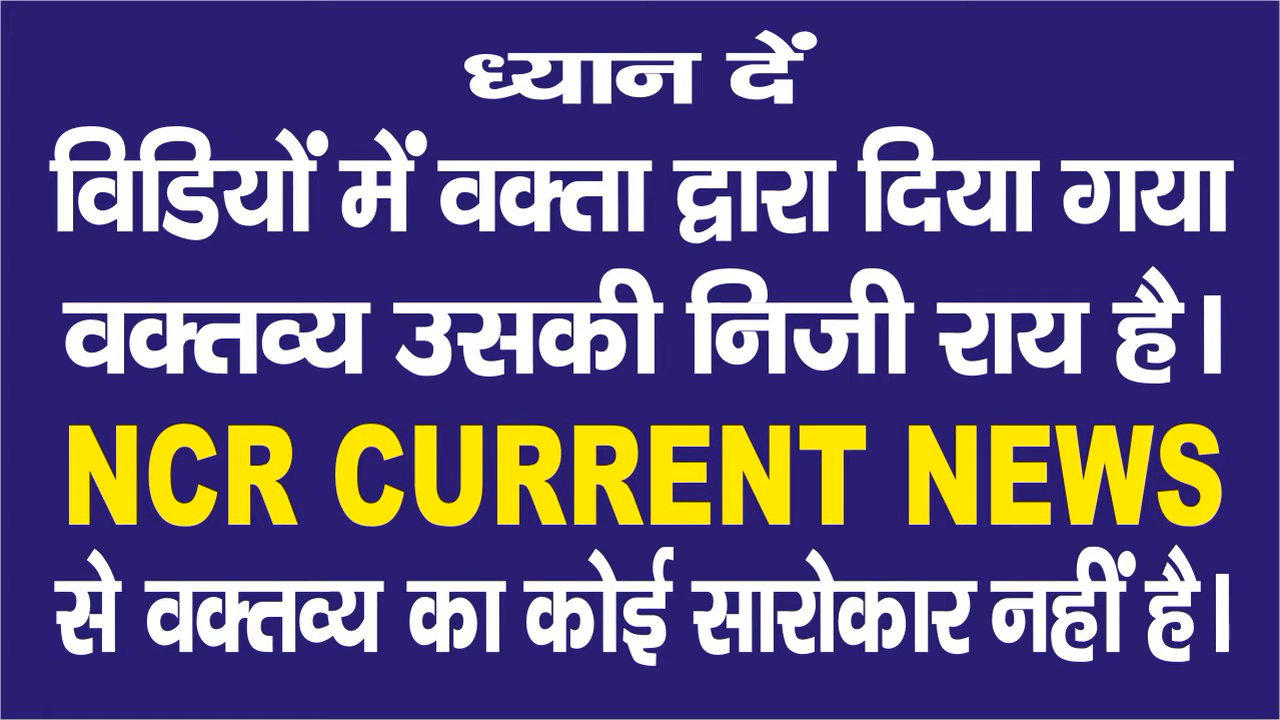 ध्यान दें
विडियों में वक्ता द्वारा दिया गया
वक्तव्य उसकी निजी राय है।
NCR CURRENT NEWS
से वक्तव्य का कोई सारोकार नहीं है।